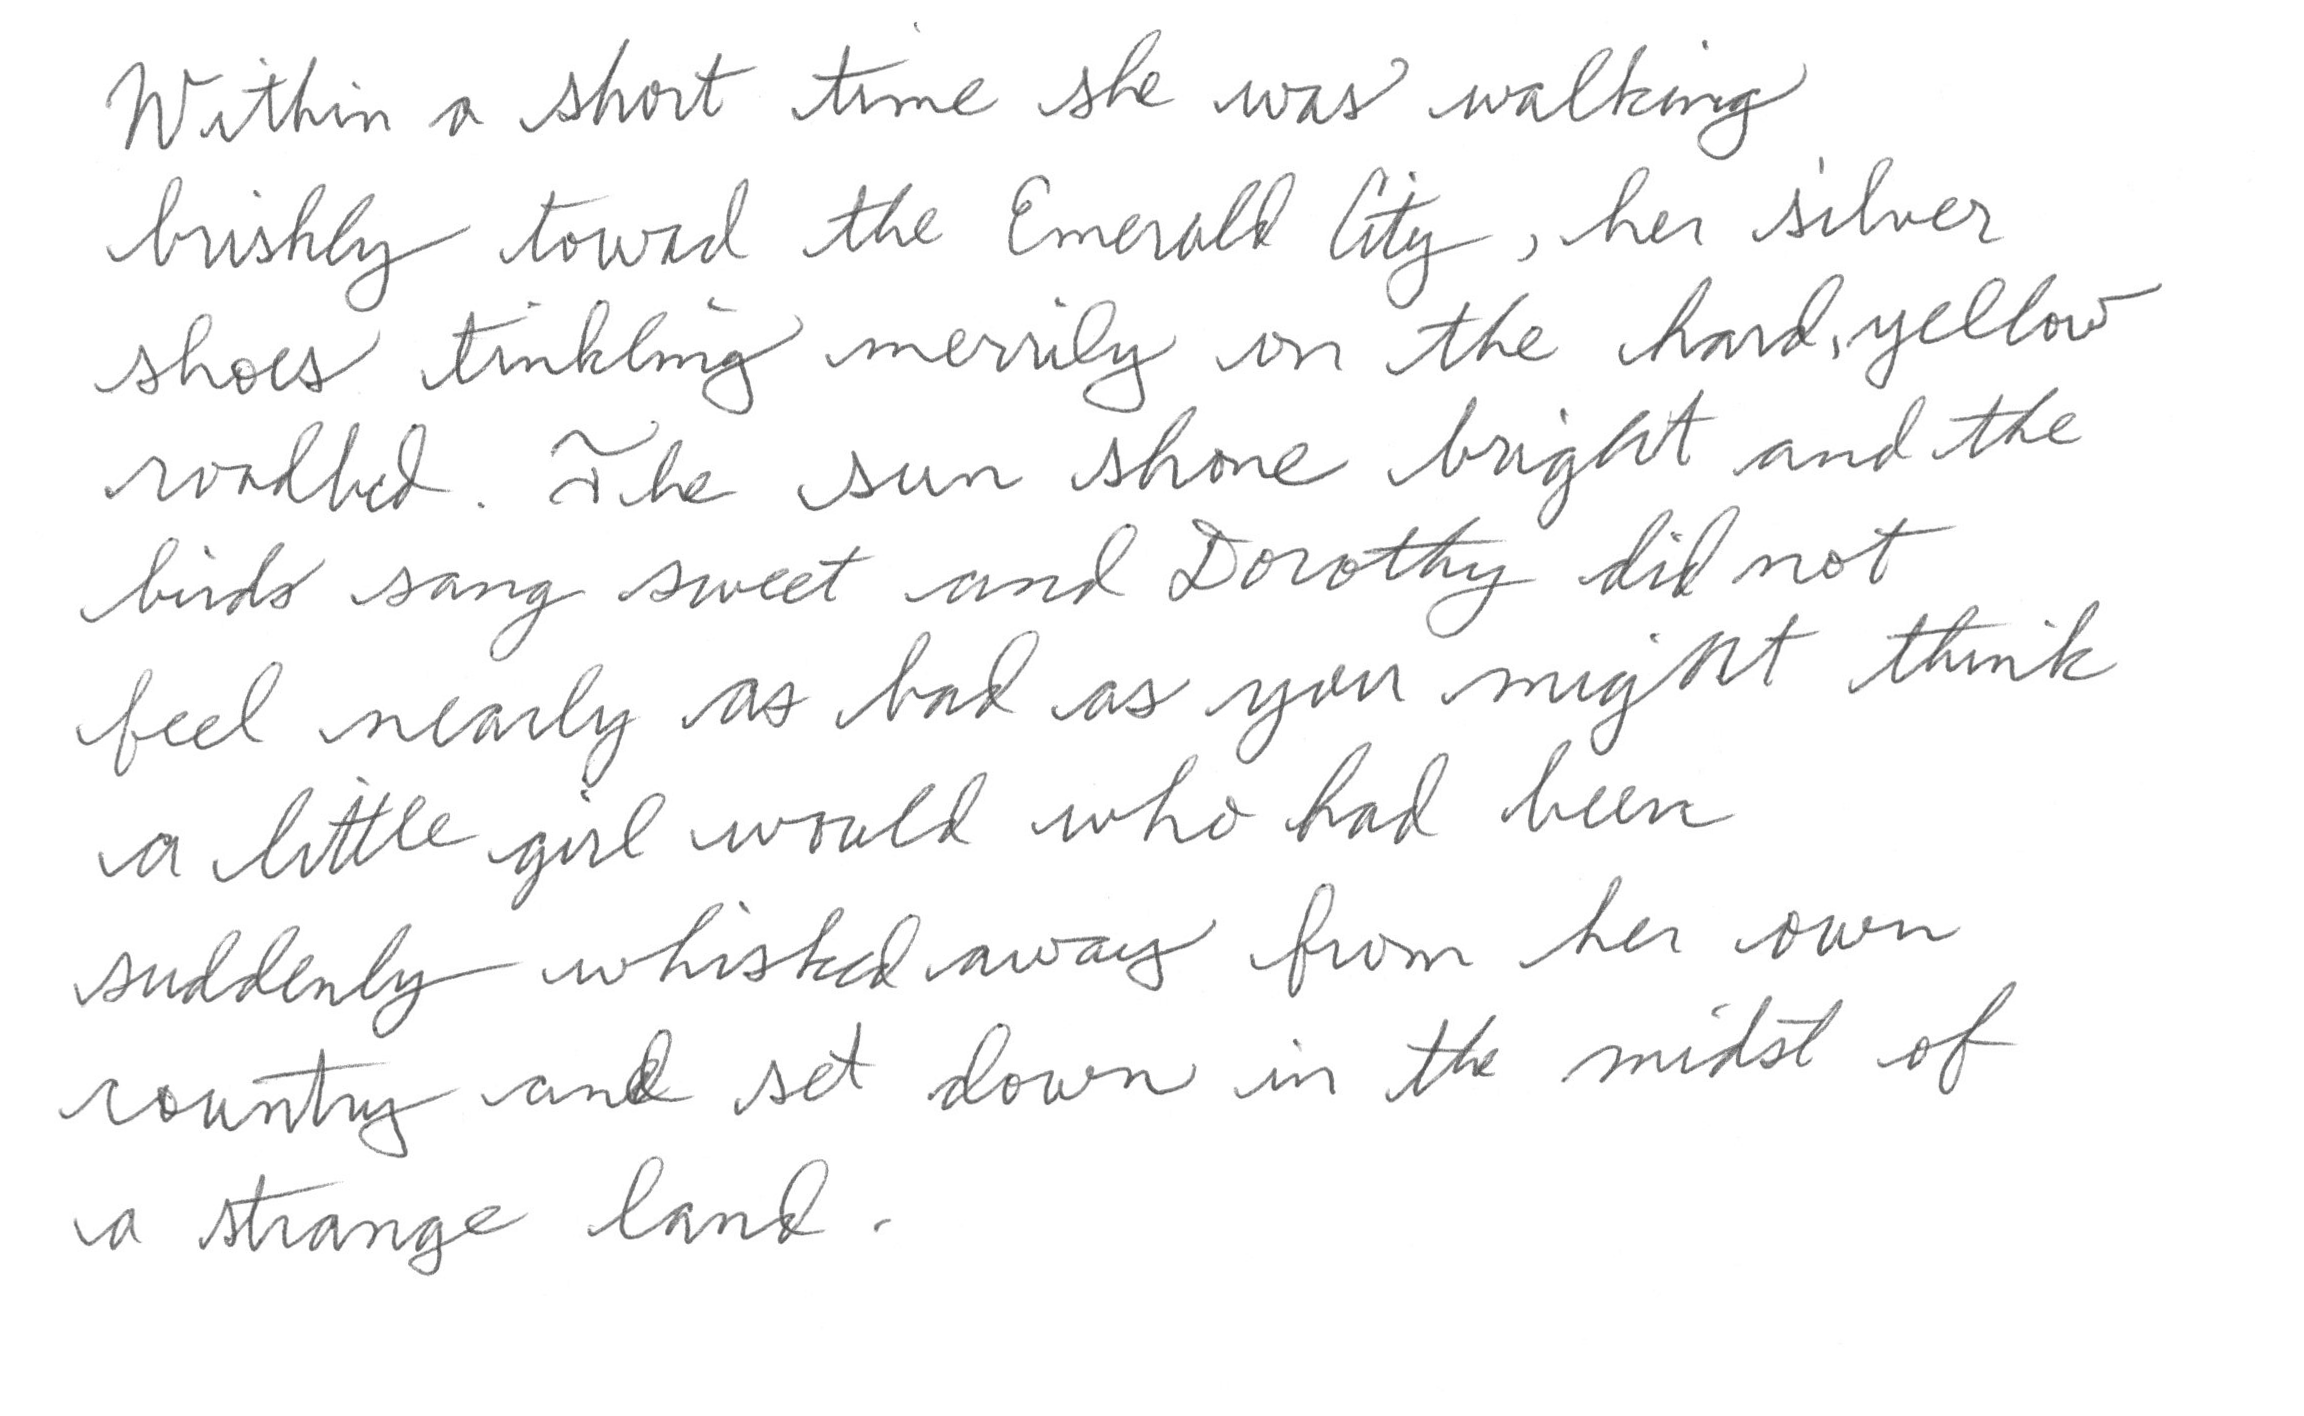 Within a short time she was walking
briskly toward the Emerald City, her silver
shoes tinkling merrily on the hard, yellow
roadbed. The sun shone bright and the
birds sang sweet and Dorothy did not
feel nearly as bad as you might think
a little girl would who had been
suddenly whisked away from her own
country and set down in the midst of
a strange land.